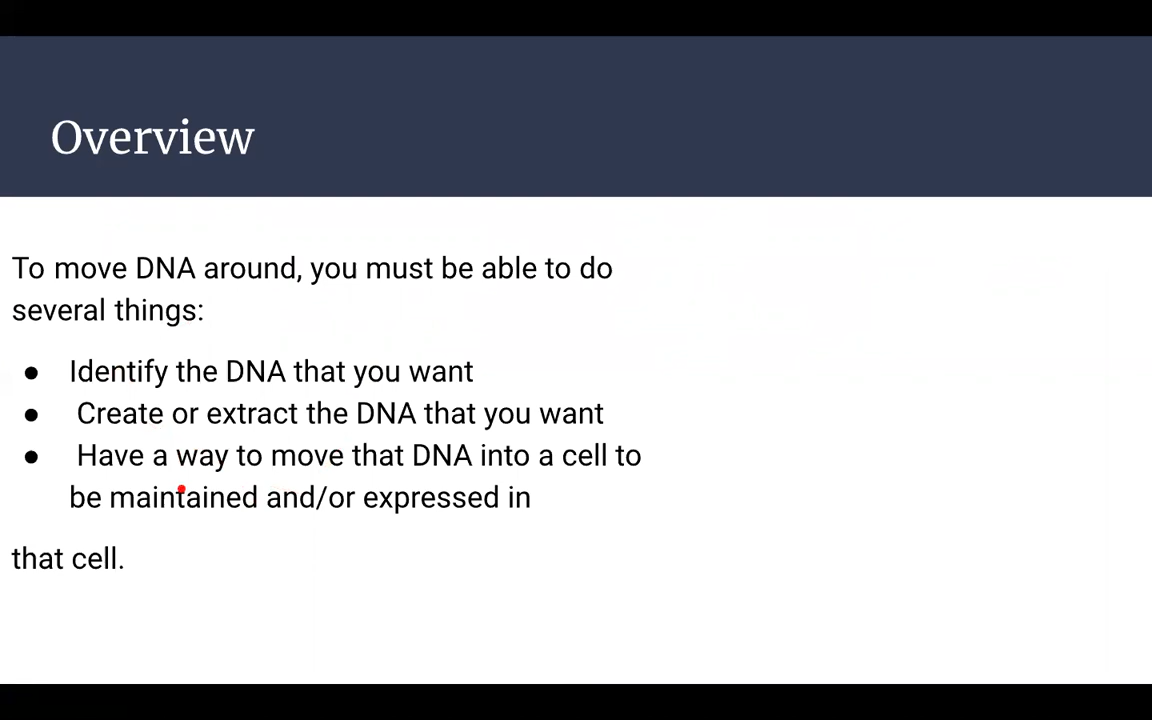 Overview
To move DNA around, you must be able to do
several things:
● Identify the DNA that you want
● Create or extract the DNA that you want
● Have a way to move that DNA into a cell to
be maintained and/or expressed in
that cell.